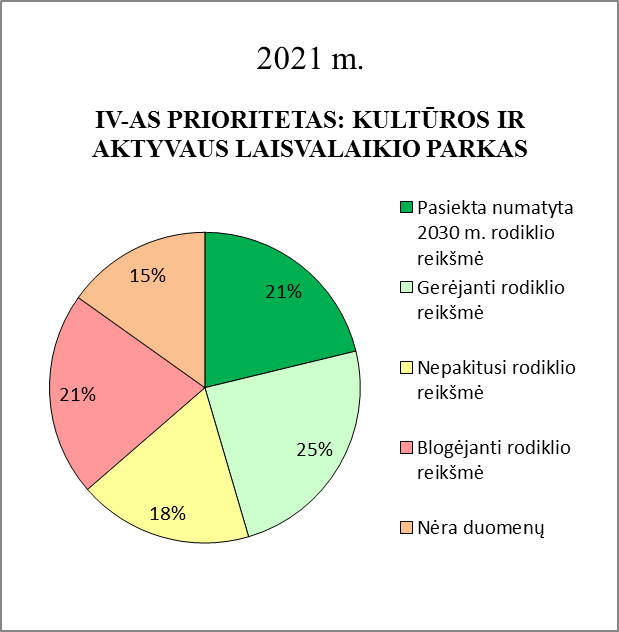 2021 m.
IV-AS PRIORITETAS: KULTŪROS IR
AKTYVAUS LAISVALAIKIO PARKAS
Pasiekta numatyta
2030 m. rodiklio
reikšmė
Gerėjanti rodiklio
reikšmė
Nepakitusi rodiklio
reikšmė
Blogėjanti rodiklio
reikšmė
Nėra duomenų
21%
25%
18%
21%
15%